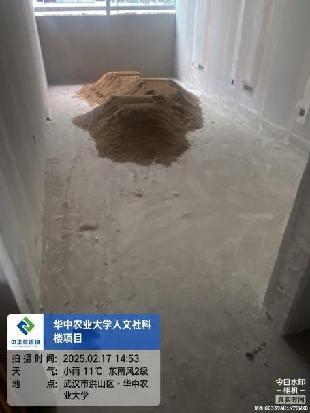 华中农业大学人文社科
楼项目
拍摄时间: 2025.02.17 14:53
天 气: 小雨 11℃ 东南风2级
地 点: 武汉市洪山区·华中农
业大学
今日水印
相机
真实时间